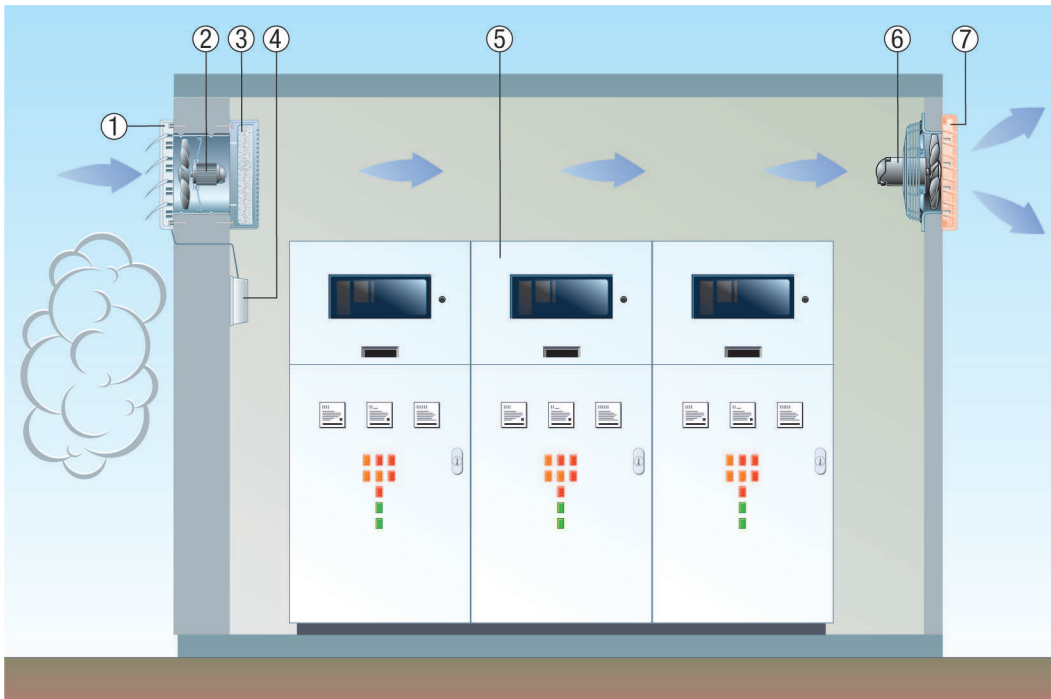 ② ③ ④ ⑤ ⑥ ⑦
①